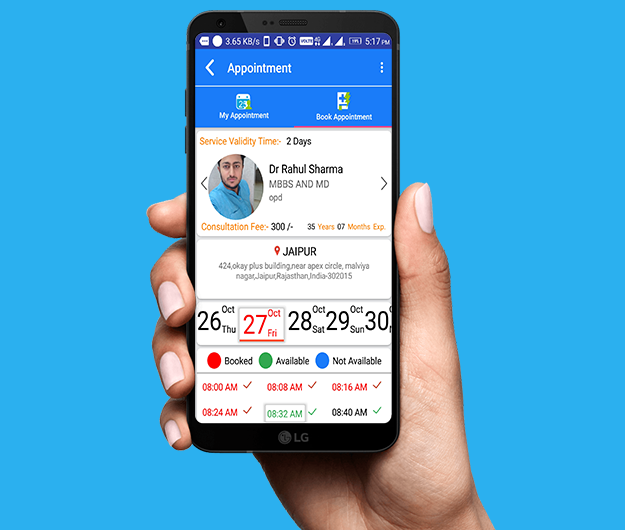 3.65 KB/s VOLTE 4G 5:17 PM
Appointment
25
My Appointment Book Appointment
Service Validity Time:- 2 Days
Dr Rahul Sharma
MBBS AND MD
opd
Consultation Fee:- 300 /- 35 Years 07 Months Exp.
JAIPUR
424,okay plus building,near apex circle, malviya
nagar,Jaipur,Rajasthan,India-302015
26 Oct Thu 27 Oct Fri 28 Oct Sat 29 Oct Sun 30
Booked Available Not Available
08:00 AM 08:08 AM 08:16 AM
08:24 AM 08:32 AM 08:40 AM
LG